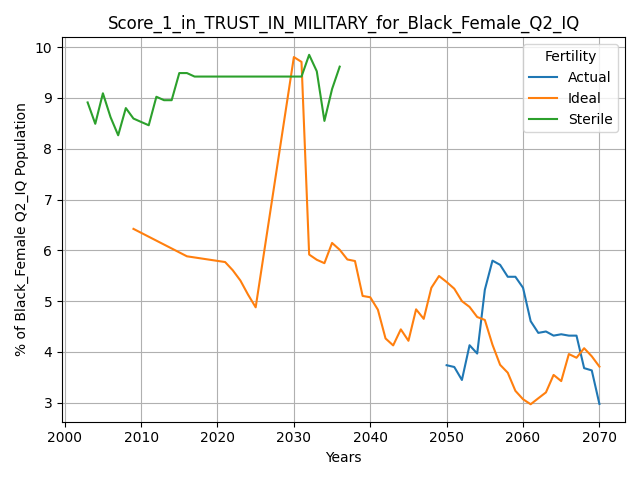 Score_1_in_TRUST_IN_MILITARY_for_Black_Female_Q2_IQ
% of Black_Female Q2_IQ Population
10
9
8
7
6
5
4
3
Fertility
Actual
Ideal
Sterile
2000 2010 2020 2030 2040 2050 2060 2070
Years